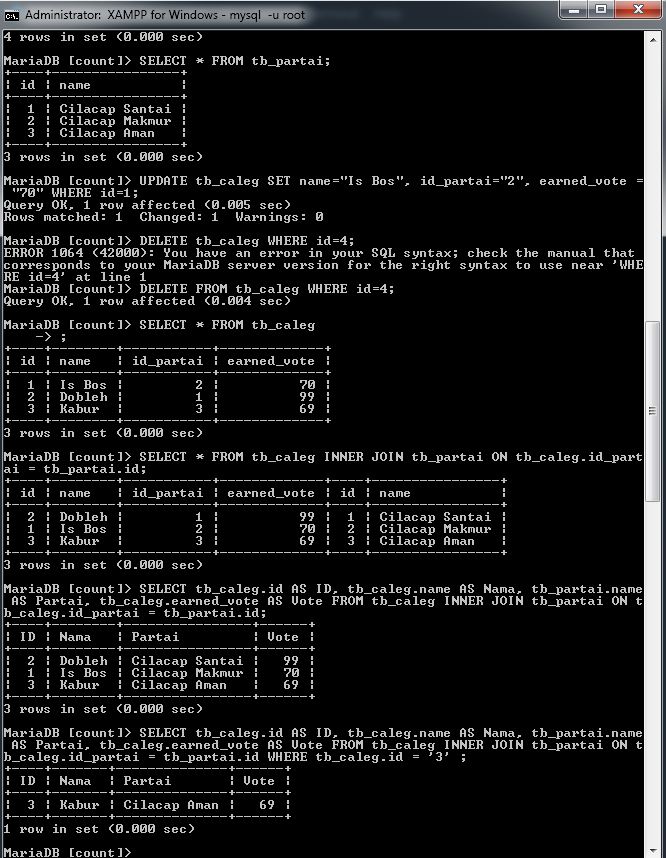 Administrator:  XAMPP for Windows - mysql  -u root
4 rows in set (0.000 sec)
MariaDB [count]> SELECT * FROM tb_partai;
+----+----------------+
| id | name           |
+----+----------------+
|  1 | Cilacap Santai |
|  2 | Cilacap Makmur |
|  3 | Cilacap Aman   |
+----+----------------+
3 rows in set (0.000 sec)
MariaDB [count]> UPDATE tb_caleg SET name="Is Bos", id_partai="2", earned_vote =
 "70" WHERE id=1;
Query OK, 1 row affected (0.005 sec)
Rows matched: 1  Changed: 1  Warnings: 0
MariaDB [count]> DELETE tb_caleg WHERE id=4;
ERROR 1064 (42000): You have an error in your SQL syntax; check the manual that
corresponds to your MariaDB server version for the right syntax to use near 'WHE
RE id=4' at line 1
MariaDB [count]> DELETE FROM tb_caleg WHERE id=4;
Query OK, 1 row affected (0.004 sec)
MariaDB [count]> SELECT * FROM tb_caleg
    -> ;
+----+--------+-----------+-------------+
| id | name   | id_partai | earned_vote |
+----+--------+-----------+-------------+
|  1 | Is Bos |         2 |          70 |
|  2 | Dobleh |         1 |          99 |
|  3 | Kabur  |         3 |          69 |
+----+--------+-----------+-------------+
3 rows in set (0.000 sec)
MariaDB [count]> SELECT * FROM tb_caleg INNER JOIN tb_partai ON tb_caleg.id_part
ai = tb_partai.id;
+----+--------+-----------+-------------+----+----------------+
| id | name   | id_partai | earned_vote | id | name           |
+----+--------+-----------+-------------+----+----------------+
|  2 | Dobleh |         1 |          99 |  1 | Cilacap Santai |
|  1 | Is Bos |         2 |          70 |  2 | Cilacap Makmur |
|  3 | Kabur  |         3 |          69 |  3 | Cilacap Aman   |
+----+--------+-----------+-------------+----+----------------+
3 rows in set (0.000 sec)
MariaDB [count]> SELECT tb_caleg.id AS ID, tb_caleg.name AS Nama, tb_partai.name
 AS Partai, tb_caleg.earned_vote AS Vote FROM tb_caleg INNER JOIN tb_partai ON t
b_caleg.id_partai = tb_partai.id;
+----+--------+----------------+------+
| ID | Nama   | Partai         | Vote |
+----+--------+----------------+------+
|  2 | Dobleh | Cilacap Santai |   99 |
|  1 | Is Bos | Cilacap Makmur |   70 |
|  3 | Kabur  | Cilacap Aman   |   69 |
+----+--------+----------------+------+
3 rows in set (0.000 sec)
MariaDB [count]> SELECT tb_caleg.id AS ID, tb_caleg.name AS Nama, tb_partai.name
 AS Partai, tb_caleg.earned_vote AS Vote FROM tb_caleg INNER JOIN tb_partai ON t
b_caleg.id_partai = tb_partai.id WHERE tb_caleg.id = '3' ;
+----+-------+--------------+------+
| ID | Nama  | Partai       | Vote |
+----+-------+--------------+------+
|  3 | Kabur | Cilacap Aman |   69 |
+----+-------+--------------+------+
1 row in set (0.000 sec)
MariaDB [count]>